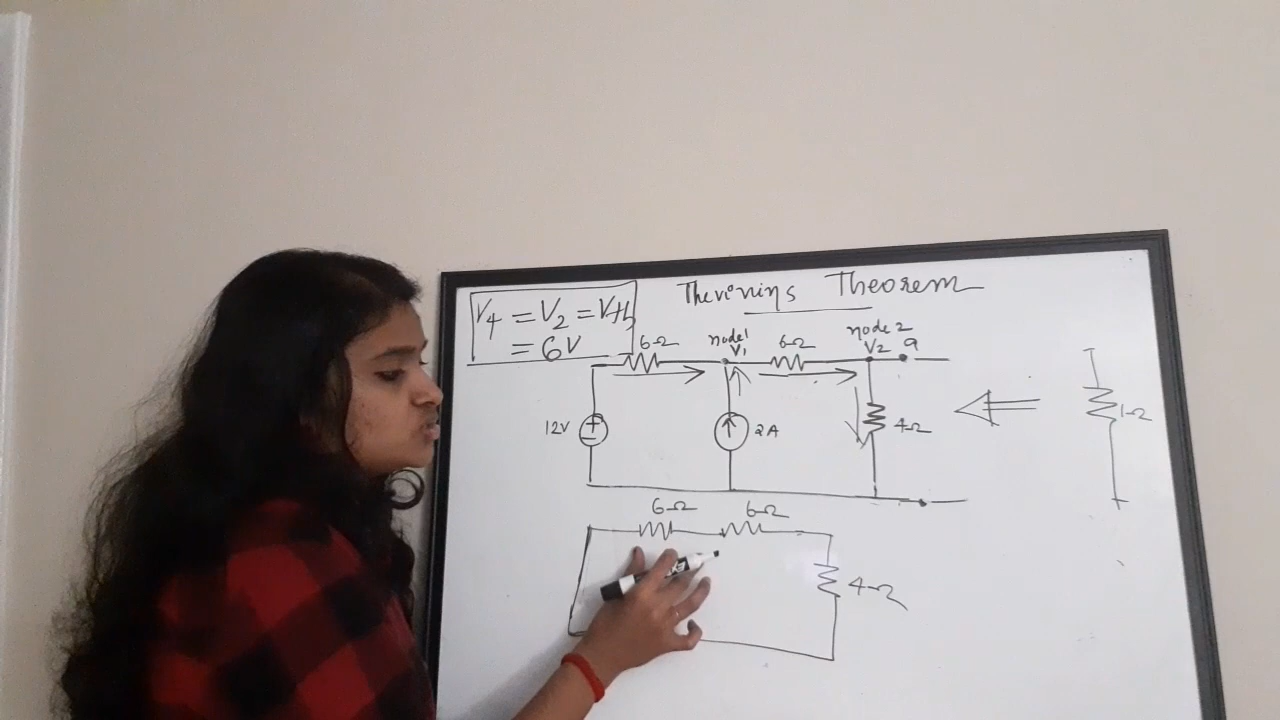 Thevinins Theorem
V4 = V2 = Vth
= 6V
6Ω node1 6Ω node 2
V1 V2 a
12V 2A 4Ω 1Ω
6Ω 6Ω
4Ω